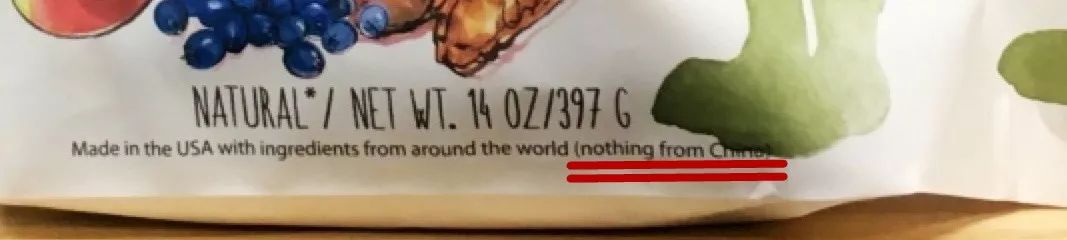 NATURAL* / NET WT. 14 OZ/397 G
Made in the USA with ingredients from around the world (nothing from China)